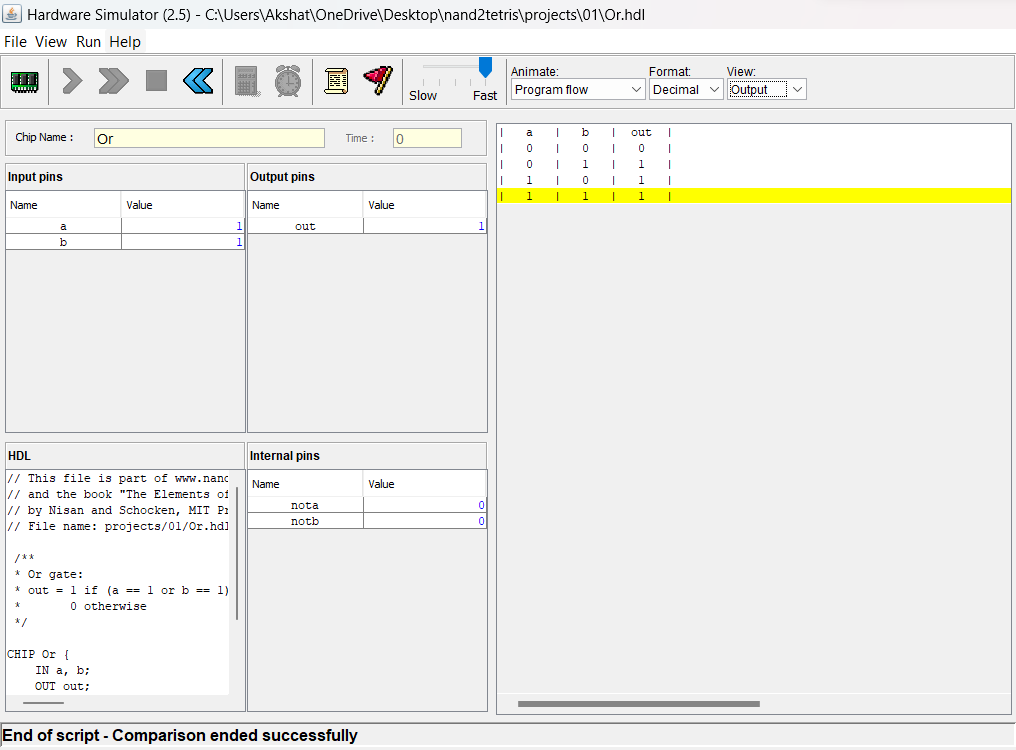 Hardware Simulator (2.5) - C:\Users\Akshat\OneDrive\Desktop\nand2tetris\projects\01\Or.hdl
File View Run Help
Animate: Format: View:
Slow Fast Program flow Decimal Output
Chip Name : Or Time : 0
Input pins
Name Value
a 1
b 1
Output pins
Name Value
out 1
HDL
// This file is part of www.nand
// and the book "The Elements of
// by Nisan and Schocken, MIT Pr
// File name: projects/01/Or.hdl
/**
* Or gate:
* out = 1 if (a == 1 or b == 1)
* 0 otherwise
*/
CHIP Or {
IN a, b;
OUT out;
Internal pins
Name Value
nota 0
notb 0
| a | b | out |
| 0 | 0 | 0 |
| 0 | 1 | 1 |
| 1 | 0 | 1 |
| 1 | 1 | 1 |
End of script - Comparison ended successfully